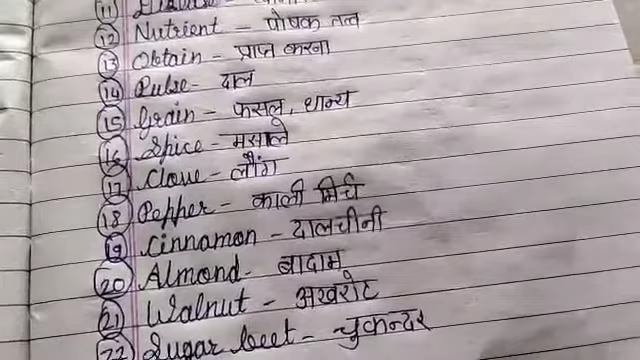 (11)
(12) Nutrient - पोषक तत्व
(13) Obtain - प्राप्त करना
(14) Pulse - दाल
(15) Grain - फसल, धान्य
(16) Spice - मसाले
(17) Clove - लौंग
(18) Pepper - काली मिर्च
(19) Cinnamon - दालचीनी
(20) Almond - बादाम
(21) Walnut - अखरोट
(22) Sugar beet - चुकन्दर